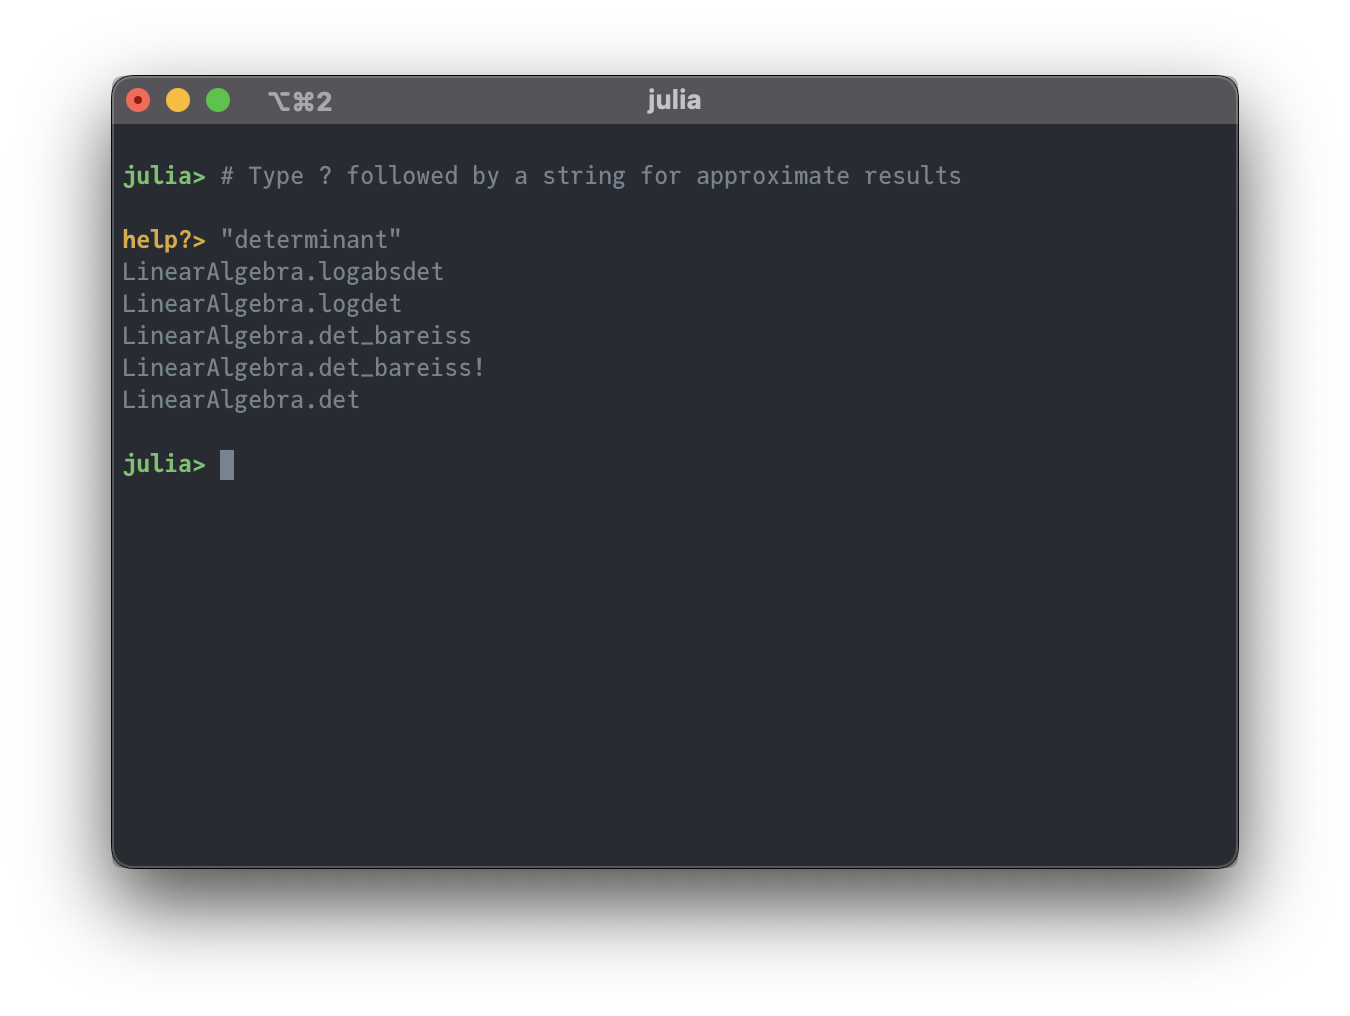 ⌥⌘2 julia
julia> # Type ? followed by a string for approximate results
help?> "determinant"
LinearAlgebra.logabsdet
LinearAlgebra.logdet
LinearAlgebra.det_bareiss
LinearAlgebra.det_bareiss!
LinearAlgebra.det
julia>